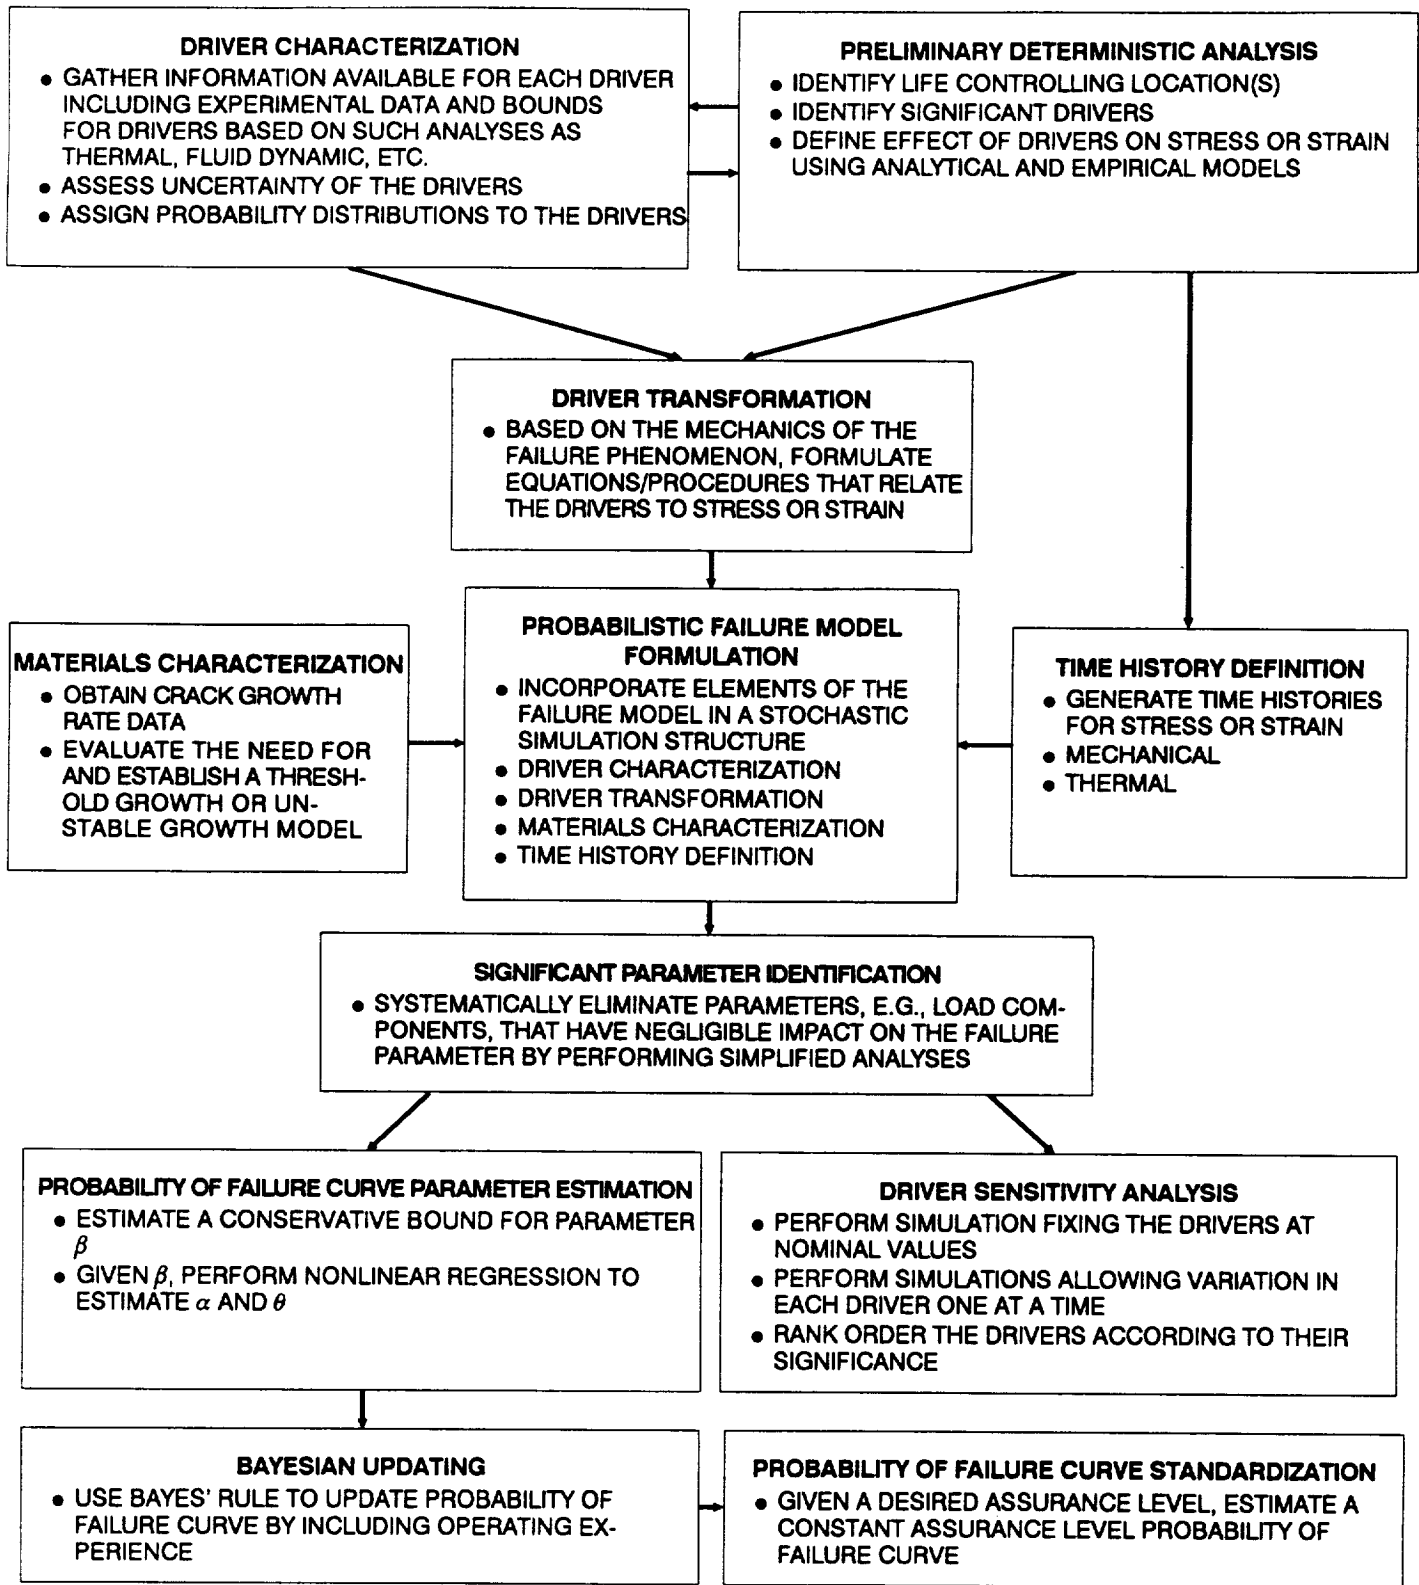 DRIVER CHARACTERIZATION
● GATHER INFORMATION AVAILABLE FOR EACH DRIVER
INCLUDING EXPERIMENTAL DATA AND BOUNDS
FOR DRIVERS BASED ON SUCH ANALYSES AS
THERMAL, FLUID DYNAMIC, ETC.
● ASSESS UNCERTAINTY OF THE DRIVERS
● ASSIGN PROBABILITY DISTRIBUTIONS TO THE DRIVERS
PRELIMINARY DETERMINISTIC ANALYSIS
● IDENTIFY LIFE CONTROLLING LOCATION(S)
● IDENTIFY SIGNIFICANT DRIVERS
● DEFINE EFFECT OF DRIVERS ON STRESS OR STRAIN
USING ANALYTICAL AND EMPIRICAL MODELS
DRIVER TRANSFORMATION
● BASED ON THE MECHANICS OF THE
FAILURE PHENOMENON, FORMULATE
EQUATIONS/PROCEDURES THAT RELATE
THE DRIVERS TO STRESS OR STRAIN
MATERIALS CHARACTERIZATION
● OBTAIN CRACK GROWTH
RATE DATA
● EVALUATE THE NEED FOR
AND ESTABLISH A THRESH-
OLD GROWTH OR UN-
STABLE GROWTH MODEL
PROBABILISTIC FAILURE MODEL
FORMULATION
● INCORPORATE ELEMENTS OF THE
FAILURE MODEL IN A STOCHASTIC
SIMULATION STRUCTURE
● DRIVER CHARACTERIZATION
● DRIVER TRANSFORMATION
● MATERIALS CHARACTERIZATION
● TIME HISTORY DEFINITION
TIME HISTORY DEFINITION
● GENERATE TIME HISTORIES
FOR STRESS OR STRAIN
● MECHANICAL
● THERMAL
SIGNIFICANT PARAMETER IDENTIFICATION
● SYSTEMATICALLY ELIMINATE PARAMETERS, E.G., LOAD COM-
PONENTS, THAT HAVE NEGLIGIBLE IMPACT ON THE FAILURE
PARAMETER BY PERFORMING SIMPLIFIED ANALYSES
PROBABILITY OF FAILURE CURVE PARAMETER ESTIMATION
● ESTIMATE A CONSERVATIVE BOUND FOR PARAMETER
β
● GIVEN β, PERFORM NONLINEAR REGRESSION TO
ESTIMATE α AND θ
DRIVER SENSITIVITY ANALYSIS
● PERFORM SIMULATION FIXING THE DRIVERS AT
NOMINAL VALUES
● PERFORM SIMULATIONS ALLOWING VARIATION IN
EACH DRIVER ONE AT A TIME
● RANK ORDER THE DRIVERS ACCORDING TO THEIR
SIGNIFICANCE
BAYESIAN UPDATING
● USE BAYES' RULE TO UPDATE PROBABILITY OF
FAILURE CURVE BY INCLUDING OPERATING EX-
PERIENCE
PROBABILITY OF FAILURE CURVE STANDARDIZATION
● GIVEN A DESIRED ASSURANCE LEVEL, ESTIMATE A
CONSTANT ASSURANCE LEVEL PROBABILITY OF
FAILURE CURVE